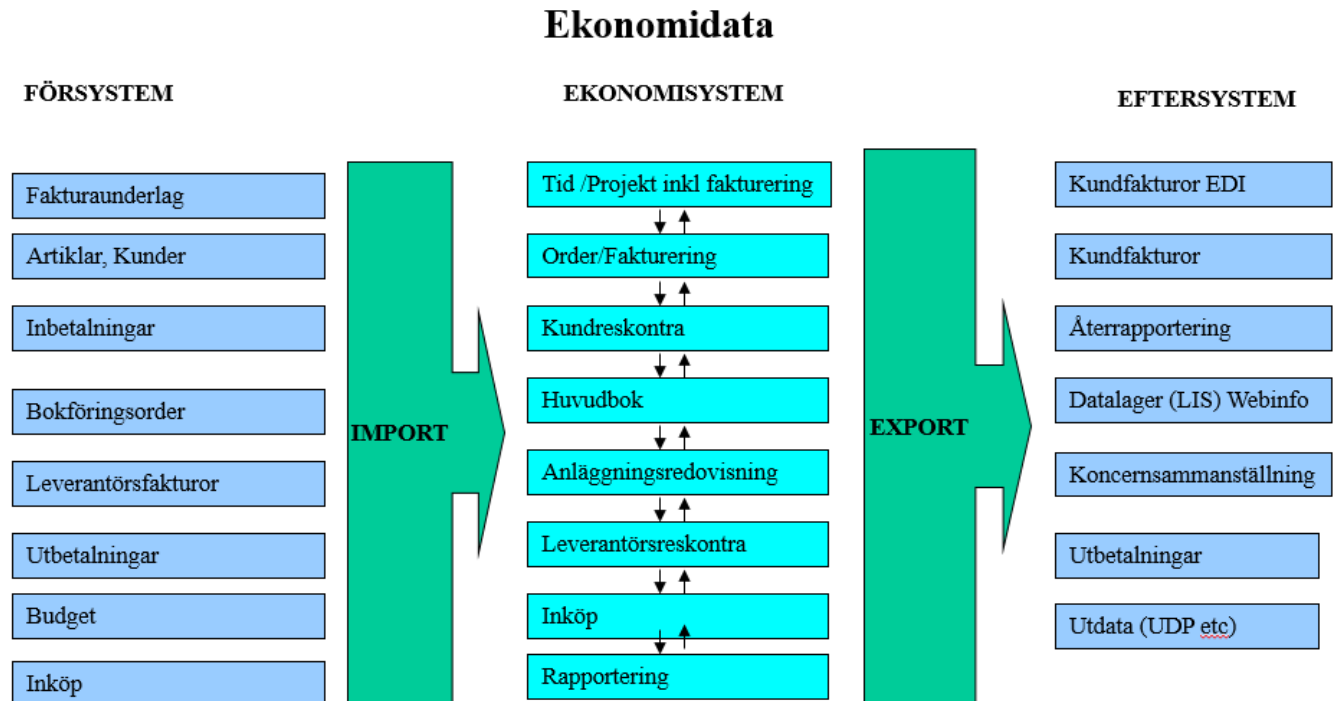 Ekonomidata
FÖRSYSTEM
EKONOMISYSTEM
EFTERSYSTEM
Fakturaunderlag
Artiklar, Kunder
Inbetalningar
Bokföringsorder
Leverantörsfakturor
Utbetalningar
Budget
Inköp
IMPORT
Tid /Projekt inkl fakturering
Order/Fakturering
Kundreskontra
Huvudbok
Anläggningsredovisning
Leverantörsreskontra
Inköp
Rapportering
EXPORT
Kundfakturor EDI
Kundfakturor
Återrapportering
Datalager (LIS) Webinfo
Koncernsammanställning
Utbetalningar
Utdata (UDP etc)